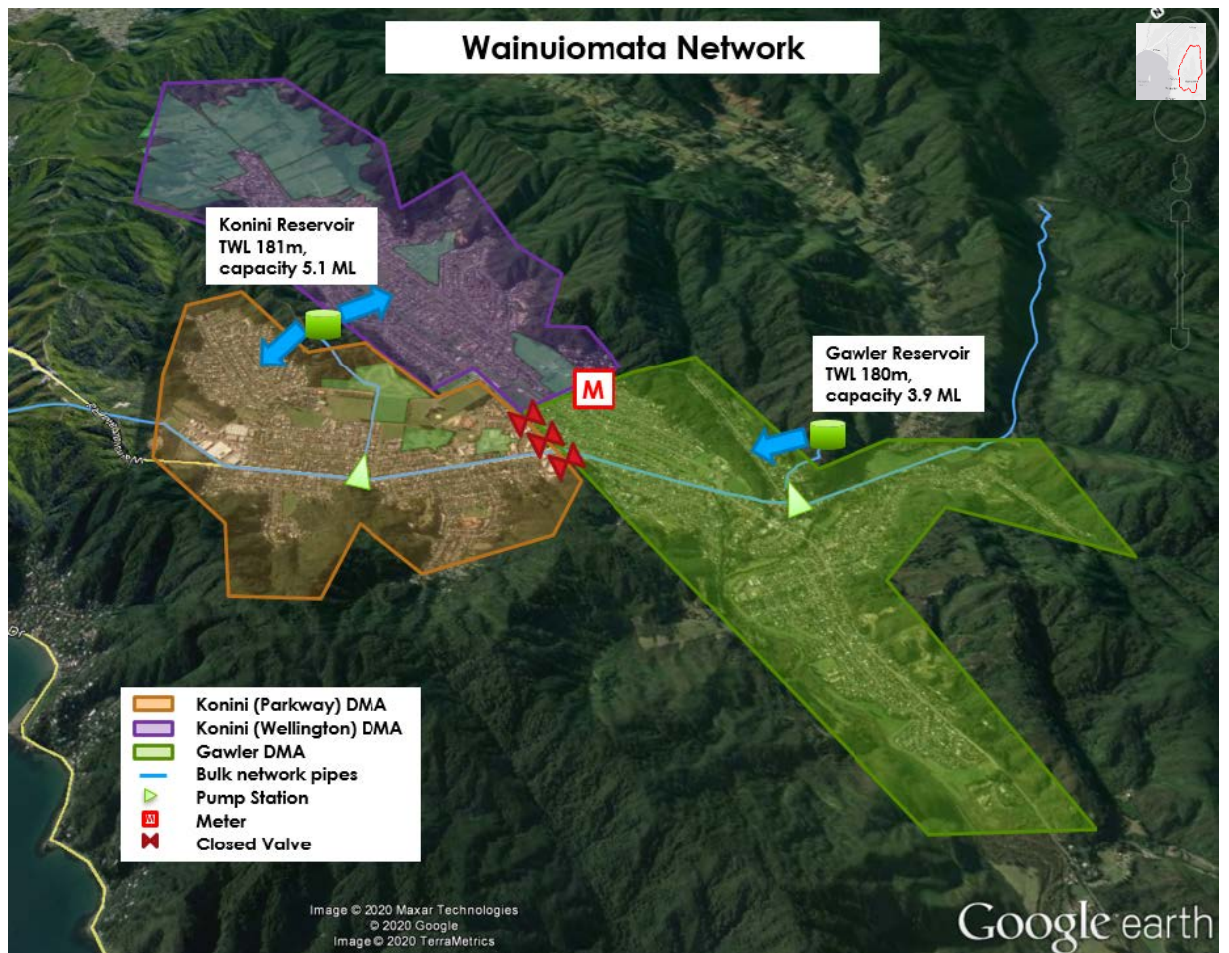 Wainuiomata Network
Konini Reservoir
TWL 181m,
capacity 5.1 ML
Gawler Reservoir
TWL 180m,
capacity 3.9 ML
M
Konini (Parkway) DMA
Konini (Wellington) DMA
Gawler DMA
Bulk network pipes
Pump Station
M
Meter
Closed Valve
Image © 2020 Maxar Technologies
© 2020 Google
Image © 2020 TerraMetrics
Google earth